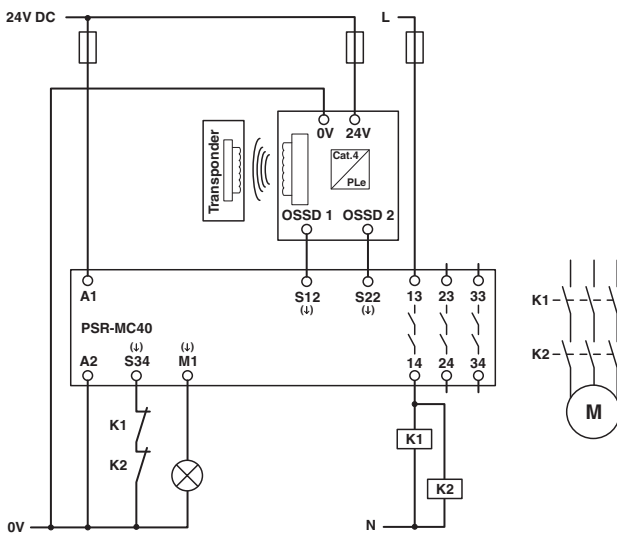 24V DC
L
0V 24V
Transponder
Cat.4
PLe
OSSD 1 OSSD 2
A1 S12 S22 13 23 33
(↓) (↓)
PSR-MC40
(↓) (↓)
A2 S34 M1 14 24 34
K1
K2
K1
K2
0V N
K1
K2
M